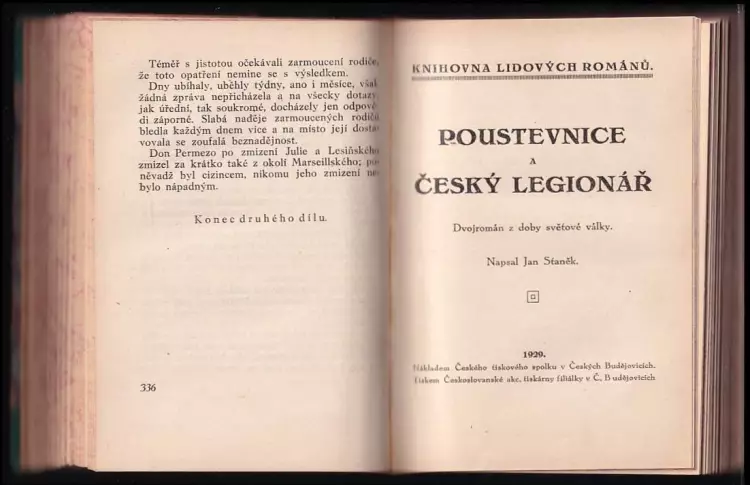 Téměř s jistotou očekávali zarmoucení rodiče,
že toto opatření nemine se s výsledkem.
Dny ubíhaly, uběhly týdny, ano i měsíce, však
žádná zpráva nepřicházela a na všecky dotazy,
jak úřední, tak soukromé, docházely jen odpově-
di záporné. Slabá naděje zarmoucených rodičů
bledla každým dnem vice a na místo její dosta-
vovala se zoufalá beznadějnost.
Don Permezo po zmizení Julie a Lesiňského
zmizel za krátko také z okolí Marseillského; po-
něvadž byl cizincem, nikomu jeho zmizení ne-
bylo nápadným.
Konec druhého dílu.
336
KNIHOVNA LIDOVÝCH ROMÁNŮ.
POUSTEVNICE
A
ČESKÝ LEGIONÁŘ
Dvojromán z doby světové války.
Napsal Jan Staněk.
1929.
Nákladem Českého tiskového spolku v Českých Budějovicích.
Tiskem Českoslovanské akc. tiskárny filiálky v Č. Budějovicích